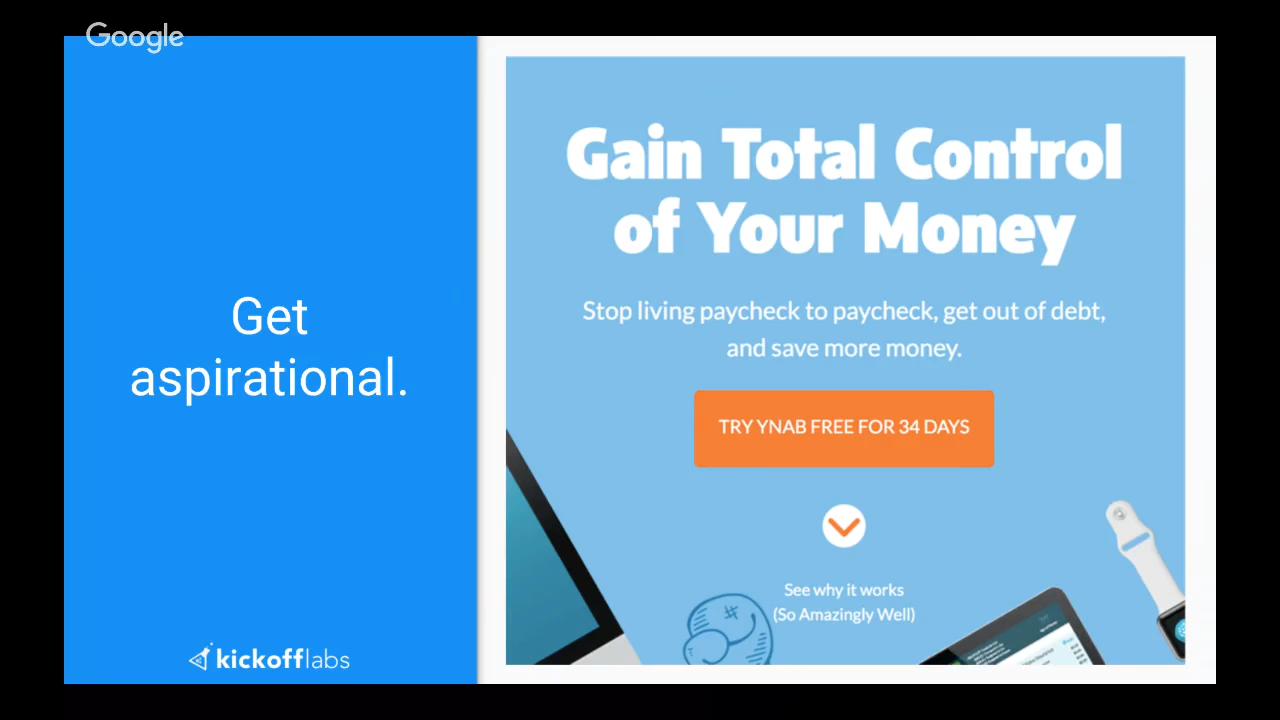 Google
Get
aspirational.
kickofflabs
Gain Total Control
of Your Money
Stop living paycheck to paycheck, get out of debt,
and save more money.
TRY YNAB FREE FOR 34 DAYS
See why it works
(So Amazingly Well)